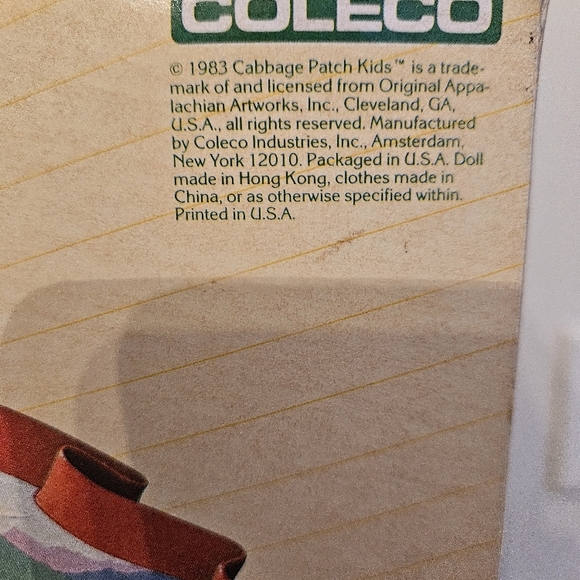 COLECO
© 1983 Cabbage Patch Kids™ is a trade-
mark of and licensed from Original Appa-
lachian Artworks, Inc., Cleveland, GA,
U.S.A., all rights reserved. Manufactured
by Coleco Industries, Inc., Amsterdam,
New York 12010. Packaged in U.S.A. Doll
made in Hong Kong, clothes made in
China, or as otherwise specified within.
Printed in U.S.A.